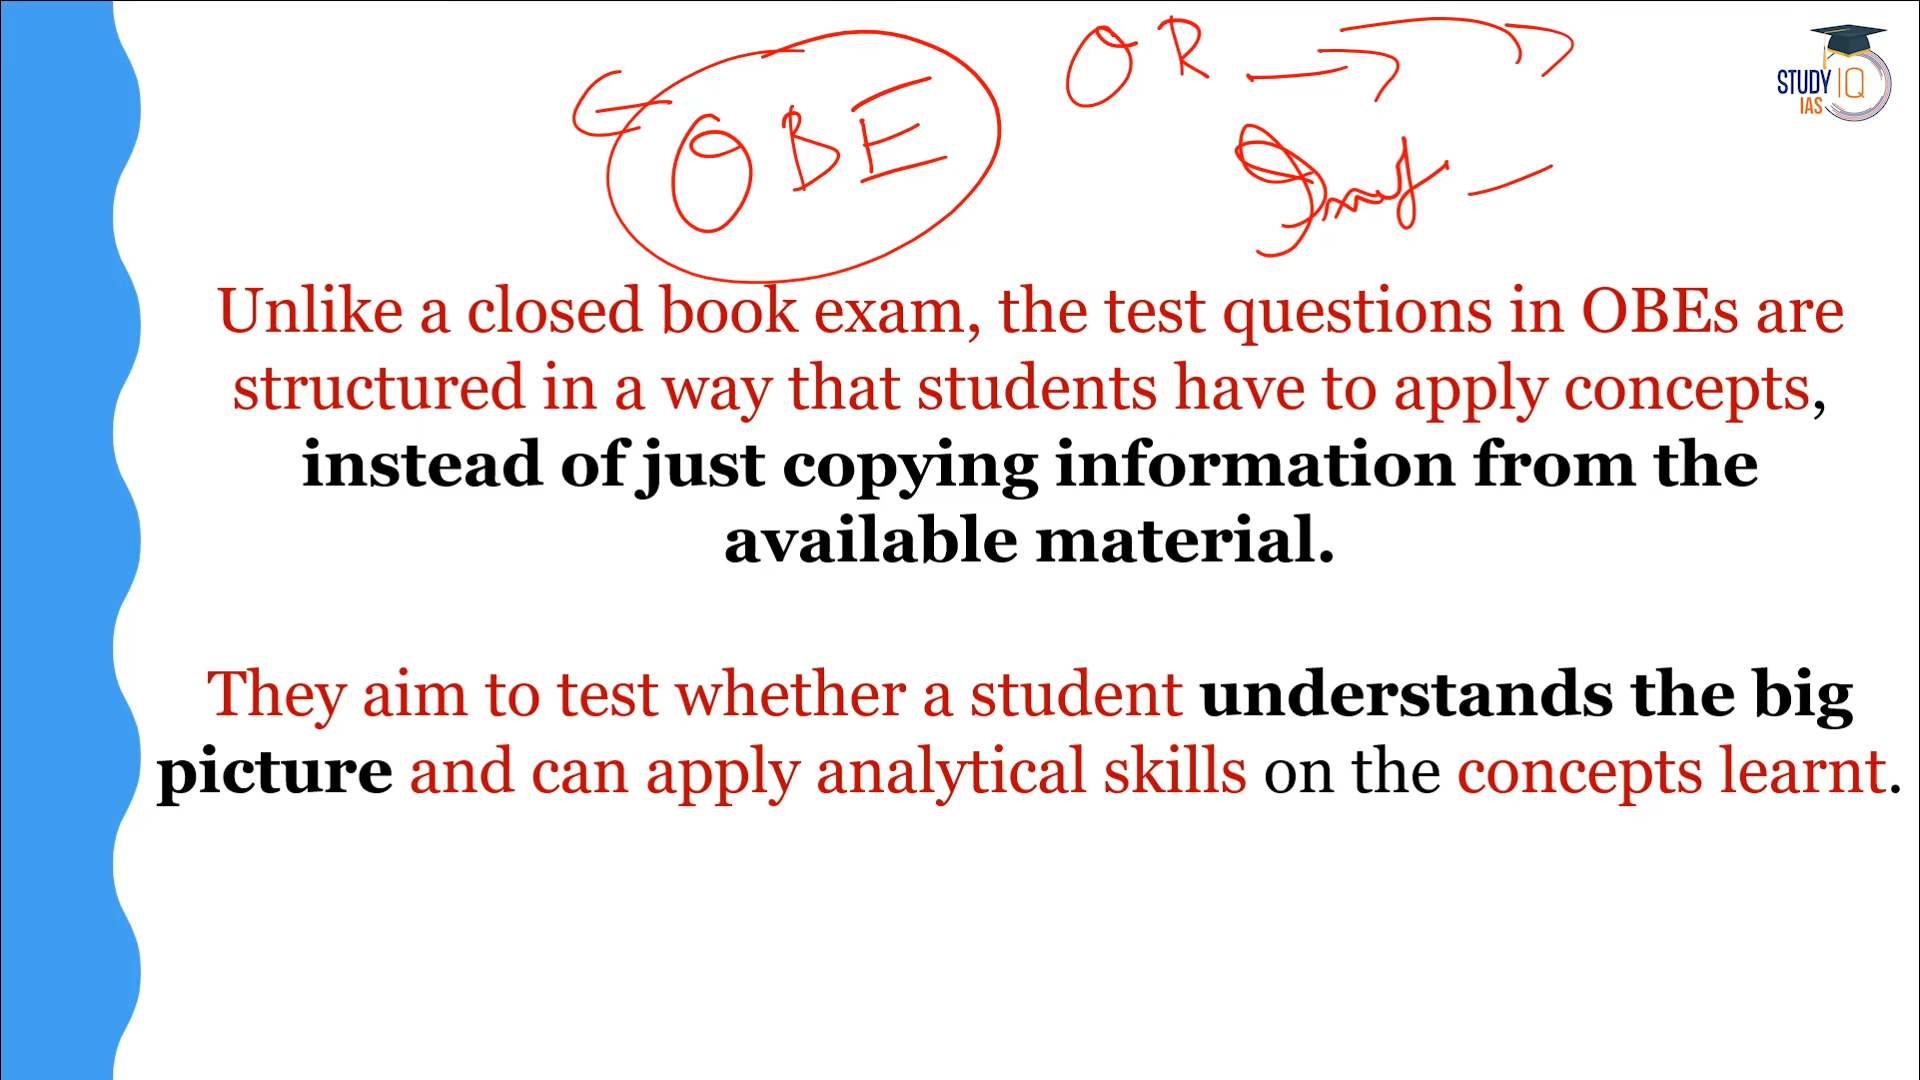 OBE
OR
STUDY IQ
IAS
Unlike a closed book exam, the test questions in OBEs are
structured in a way that students have to apply concepts,
instead of just copying information from the
available material.
They aim to test whether a student understands the big
picture and can apply analytical skills on the concepts learnt.